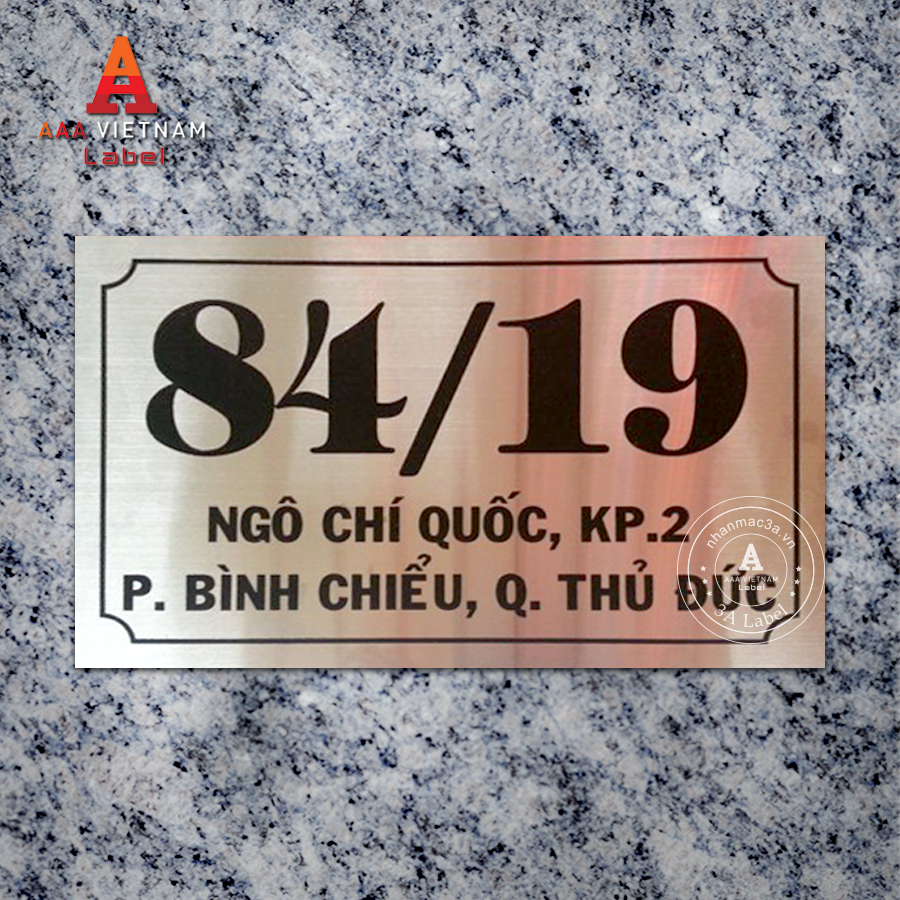 A
AAA VIETNAM
Label
84/19
NGÔ CHÍ QUỐC, KP.2
P. BÌNH CHIỂU, Q. THỦ ĐỨC
nhanmac3a.vn
A
AAA VIETNAM
Label
3A Label